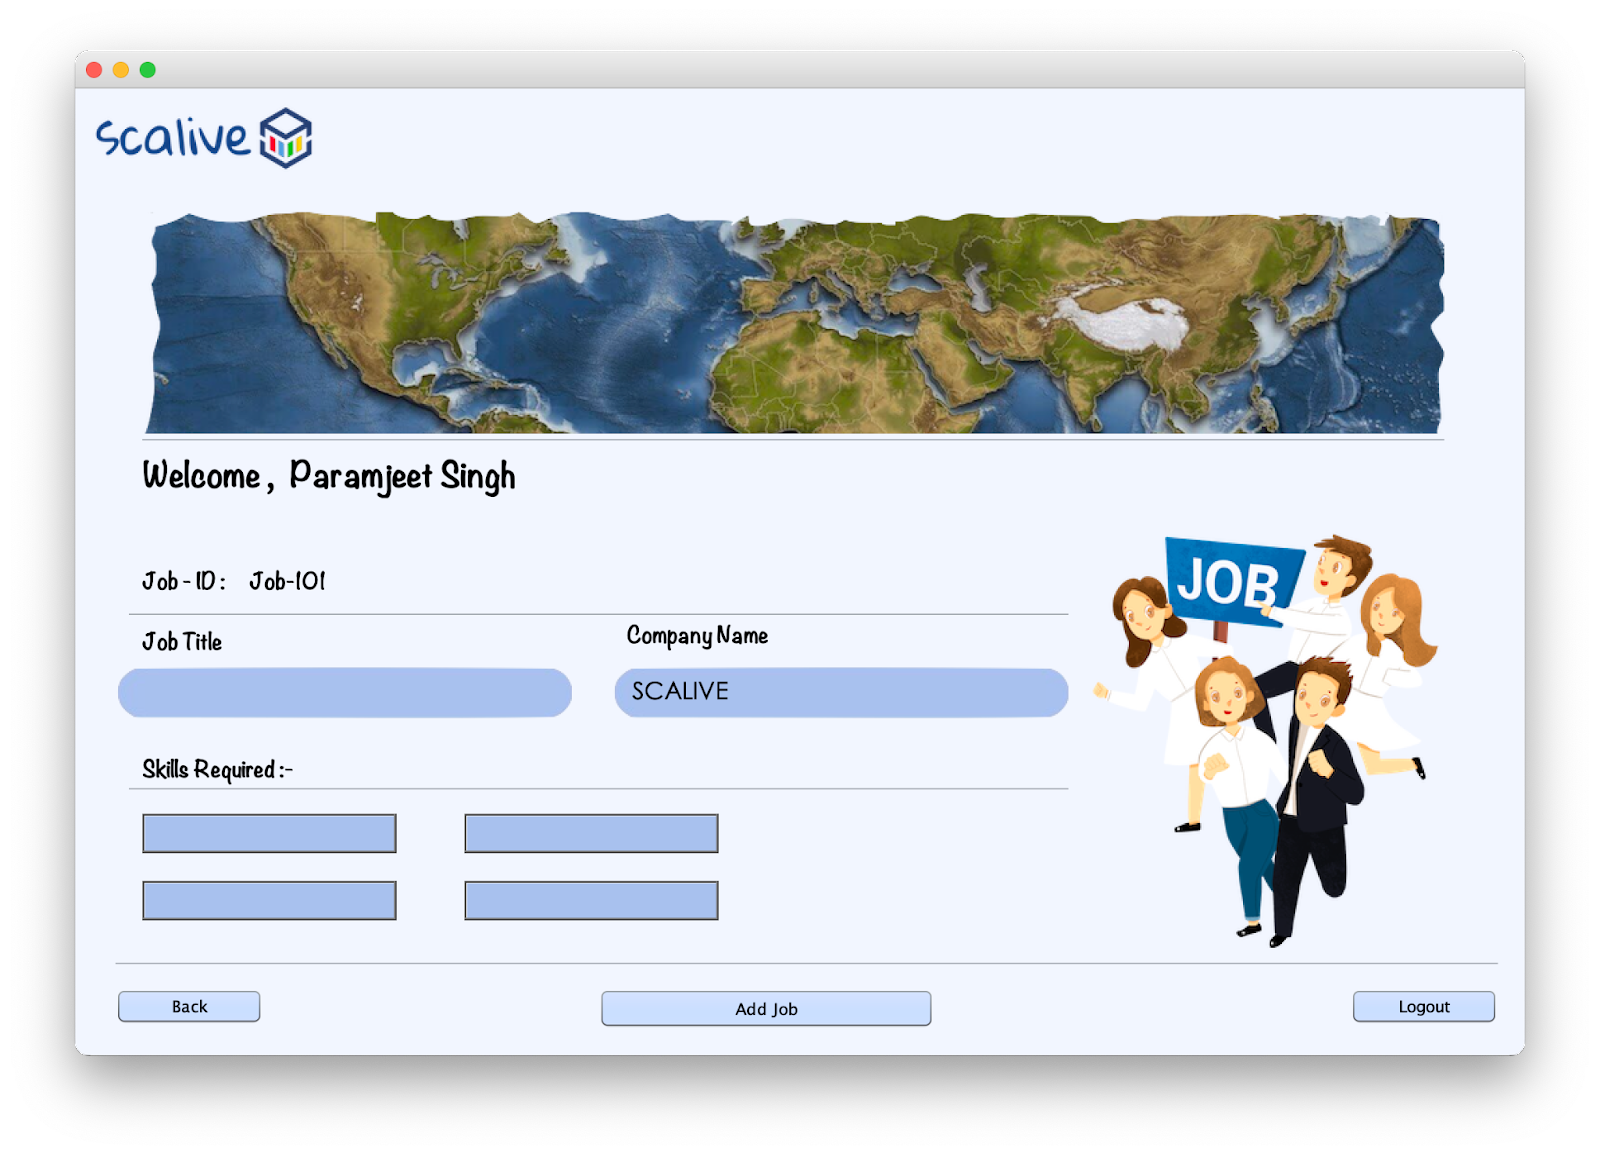 scalive
Welcome, Paramjeet Singh
JOB
Job - ID : Job-101
Job Title
Company Name
SCALIVE
Skills Required :-
Back
Add Job
Logout